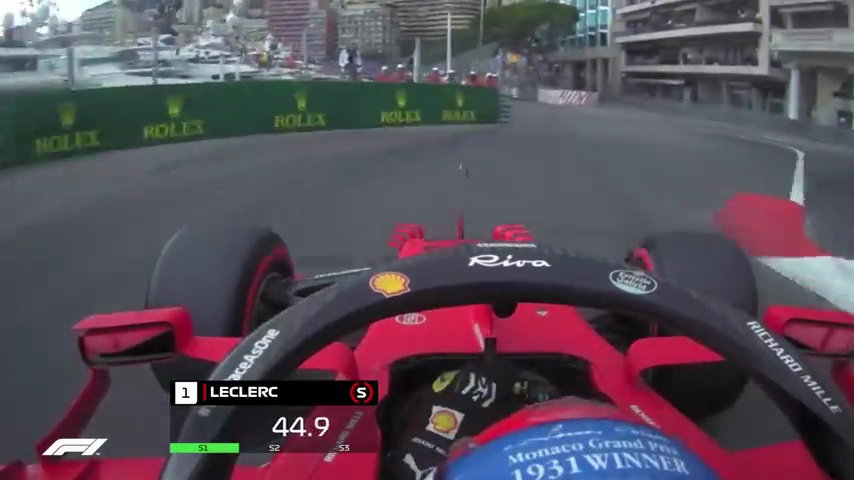 ROLEX
ROLEX
ROLEX
ROLEX
ROLEX
Riva
RICHARD MILLE
1 LECLERC S
44.9
S1 S2 S3
F1
Monaco Grand Prix
1931 WINNER